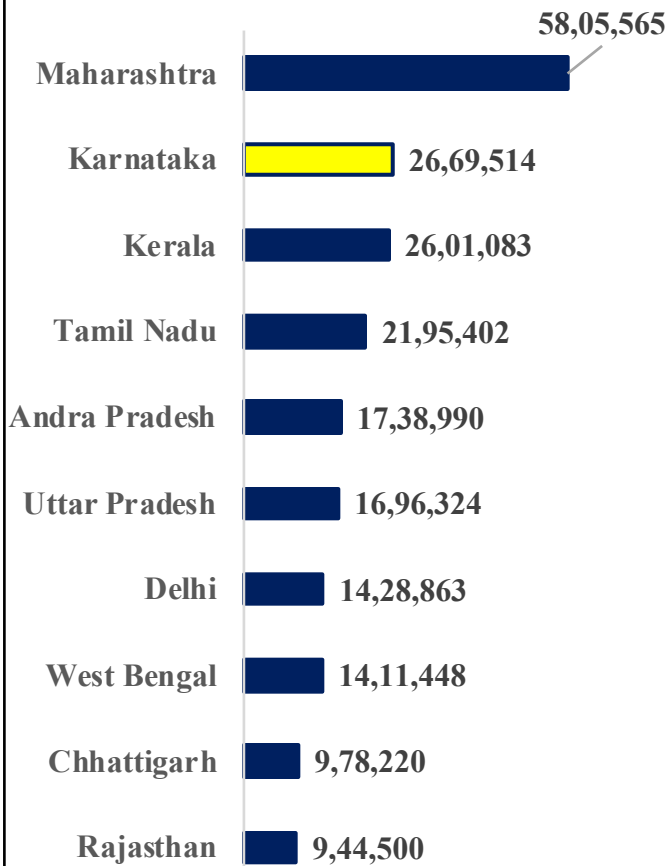 58,05,565
Maharashtra
Karnataka 26,69,514
Kerala 26,01,083
Tamil Nadu 21,95,402
Andra Pradesh 17,38,990
Uttar Pradesh 16,96,324
Delhi 14,28,863
West Bengal 14,11,448
Chhattigarh 9,78,220
Rajasthan 9,44,500